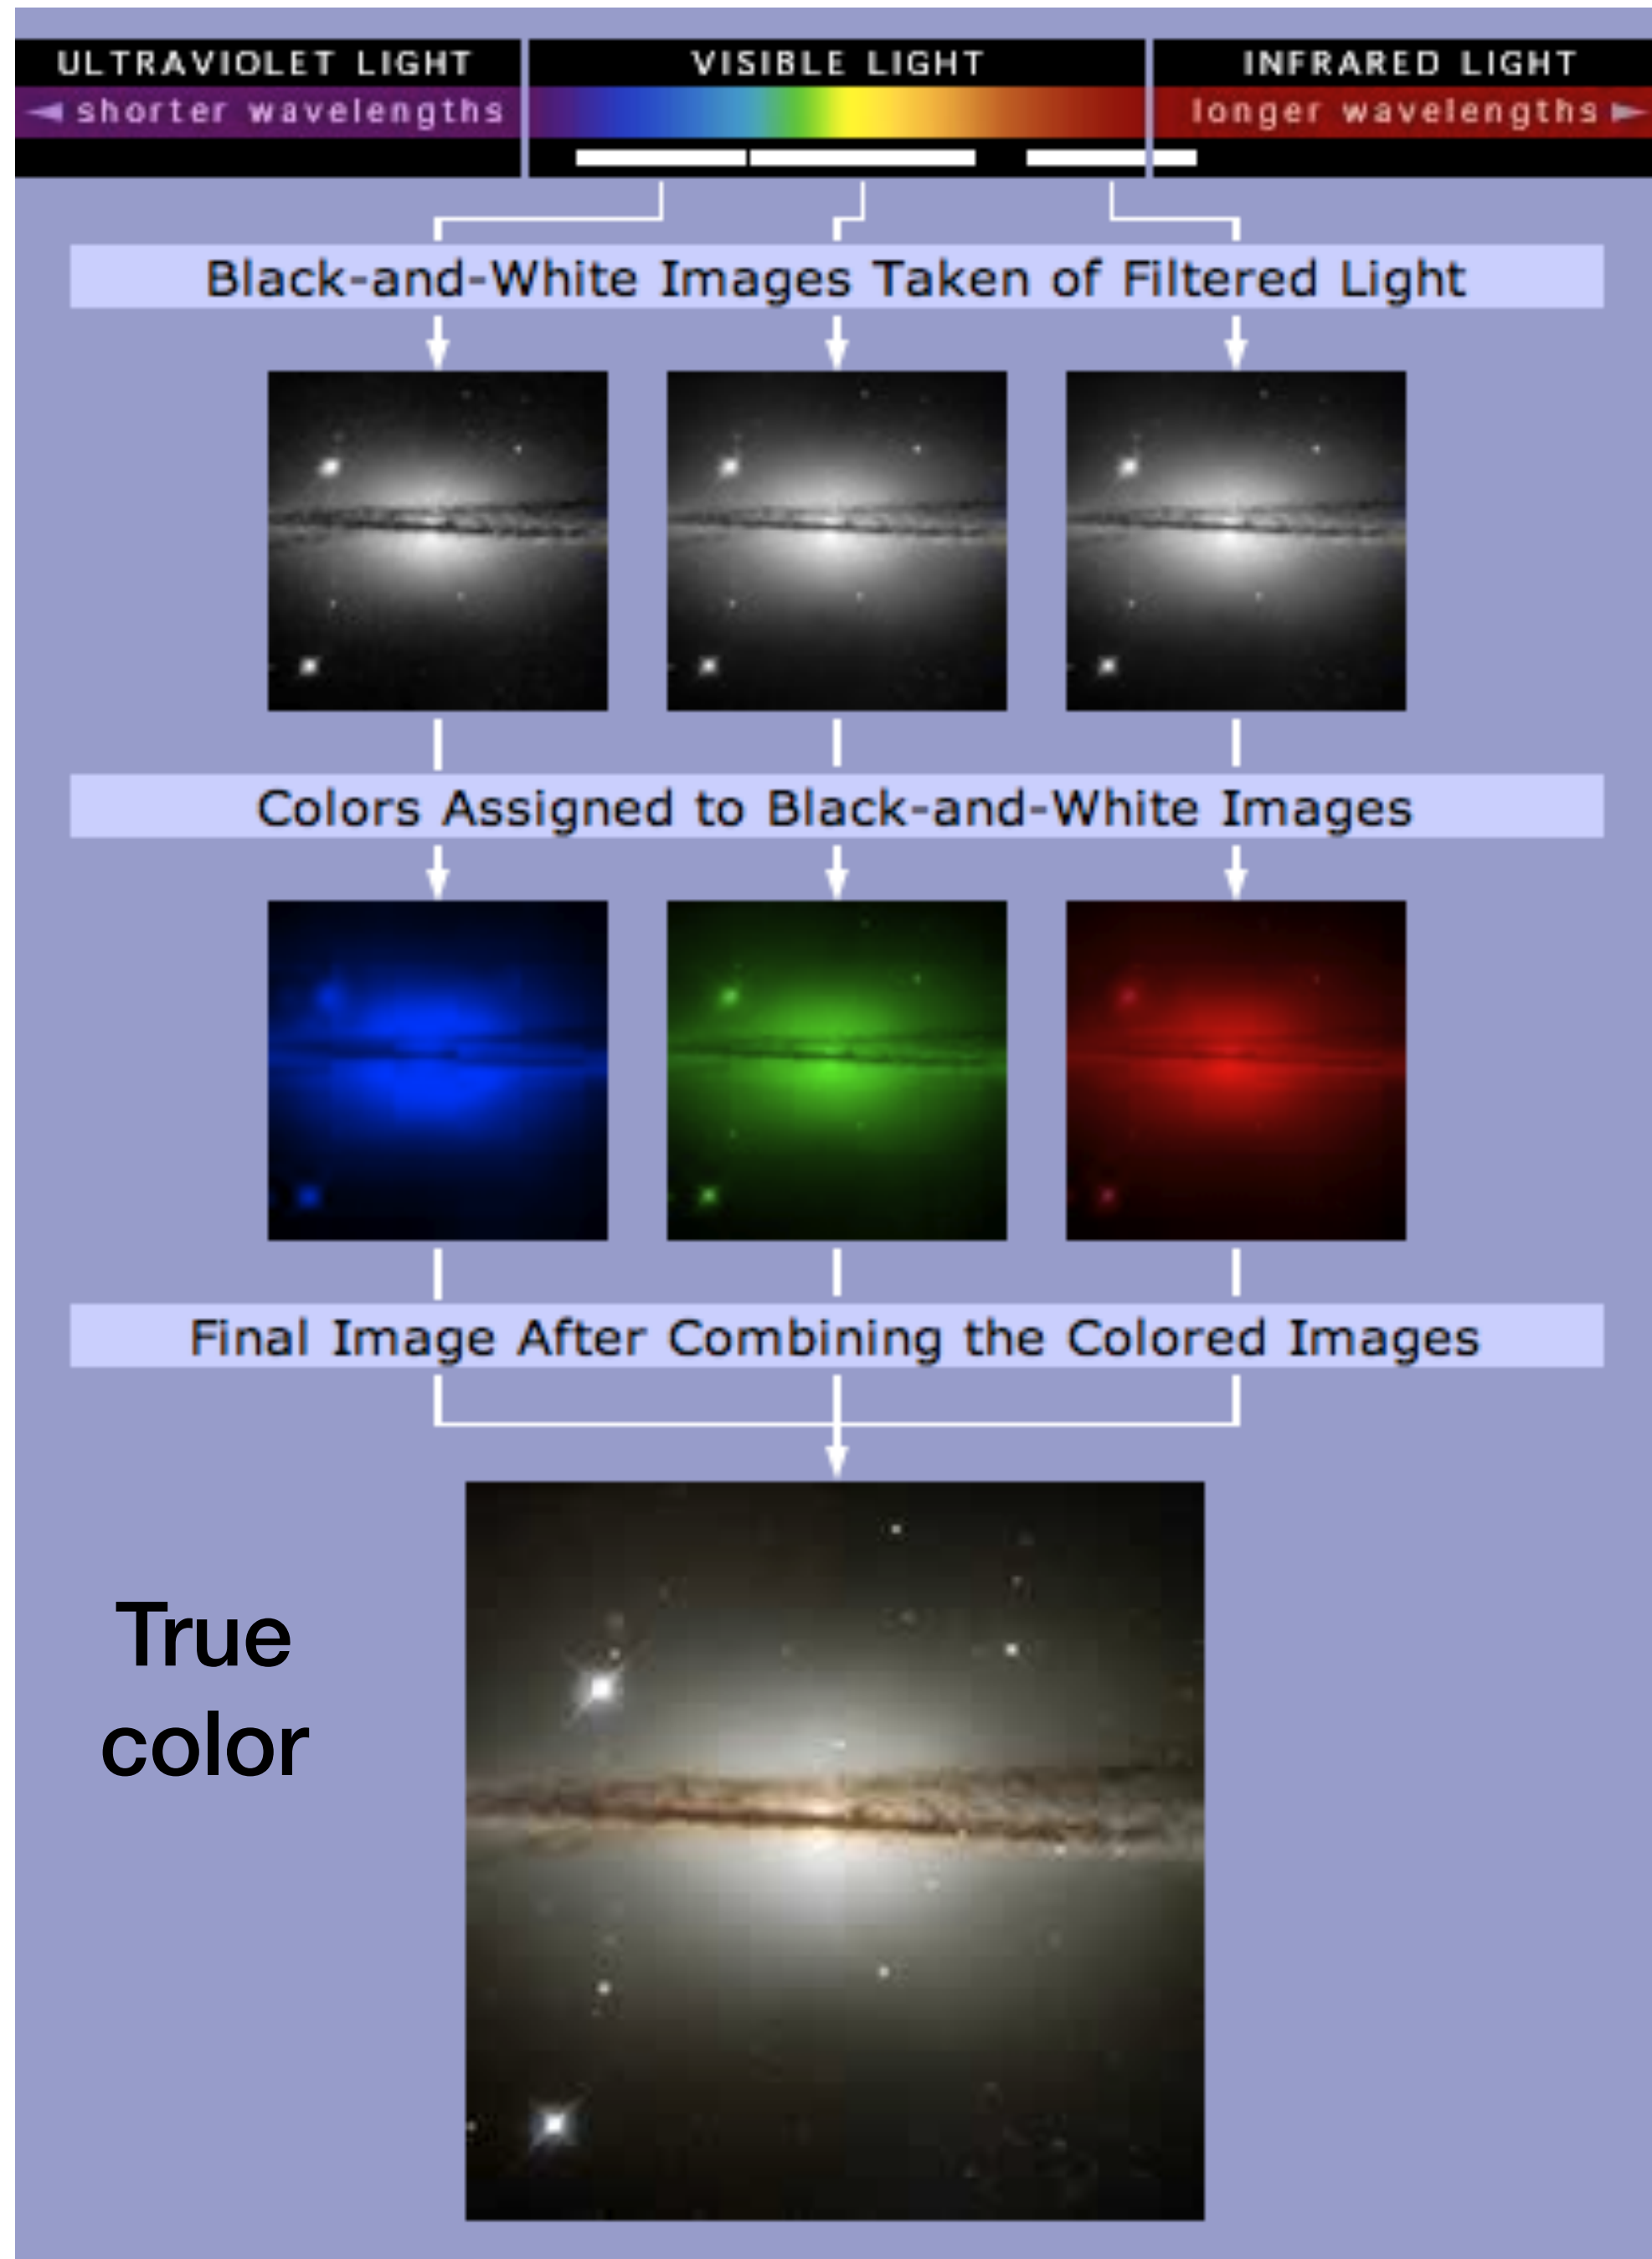 ULTRAVIOLET LIGHT
VISIBLE LIGHT
INFRARED LIGHT
shorter wavelengths
longer wavelengths
Black-and-White Images Taken of Filtered Light
Colors Assigned to Black-and-White Images
Final Image After Combining the Colored Images
True
color